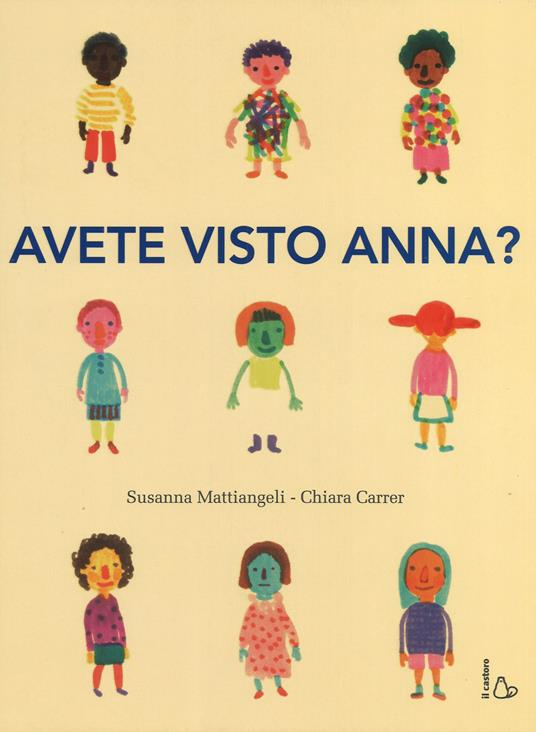 AVETE VISTO ANNA?
Susanna Mattiangeli - Chiara Carrer
il castoro